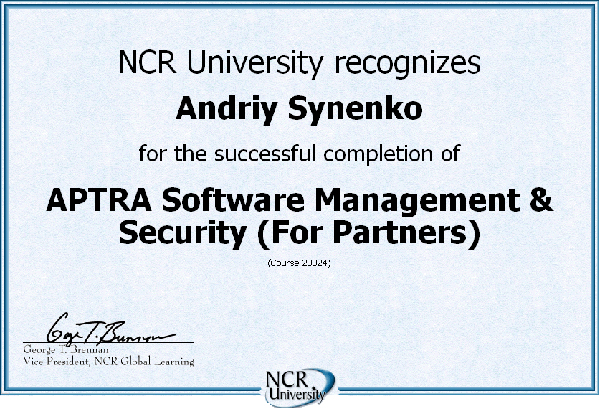 NCR University recognizes
Andriy Synenko
for the successful completion of
APTRA Software Management &
Security (For Partners)
(Course 20024)
George T. Brennan
George T. Brennan
Vice President, NCR Global Learning
NCR
University